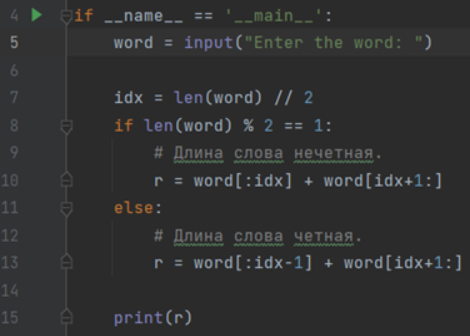 4 if __name__ == '__main__':
5     word = input("Enter the word: ")
6
7     idx = len(word) // 2
8     if len(word) % 2 == 1:
9         # Длина слова нечетная.
10         r = word[:idx] + word[idx+1:]
11     else:
12         # Длина слова четная.
13         r = word[:idx-1] + word[idx+1:]
14
15     print(r)